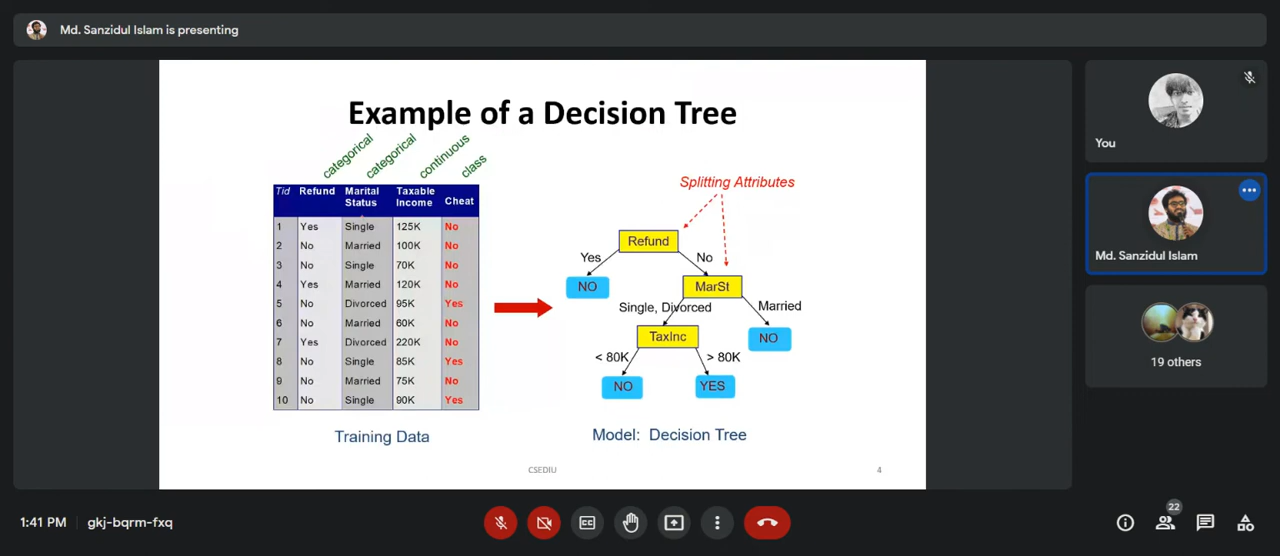 Md. Sanzidul Islam is presenting
Example of a Decision Tree
categorical
categorical
continuous
class
Tid Refund Marital Status Taxable Income Cheat
1 Yes Single 125K No
2 No Married 100K No
3 No Single 70K No
4 Yes Married 120K No
5 No Divorced 95K Yes
6 No Married 60K No
7 Yes Divorced 220K No
8 No Single 85K Yes
9 No Married 75K No
10 No Single 90K Yes
Training Data
Splitting Attributes
Refund
Yes No
NO MarSt
Single, Divorced Married
TaxInc NO
< 80K > 80K
NO YES
Model: Decision Tree
CSEDIU 4
You
Md. Sanzidul Islam
19 others
1:41 PM gkj-bqrm-fxq
CC
22